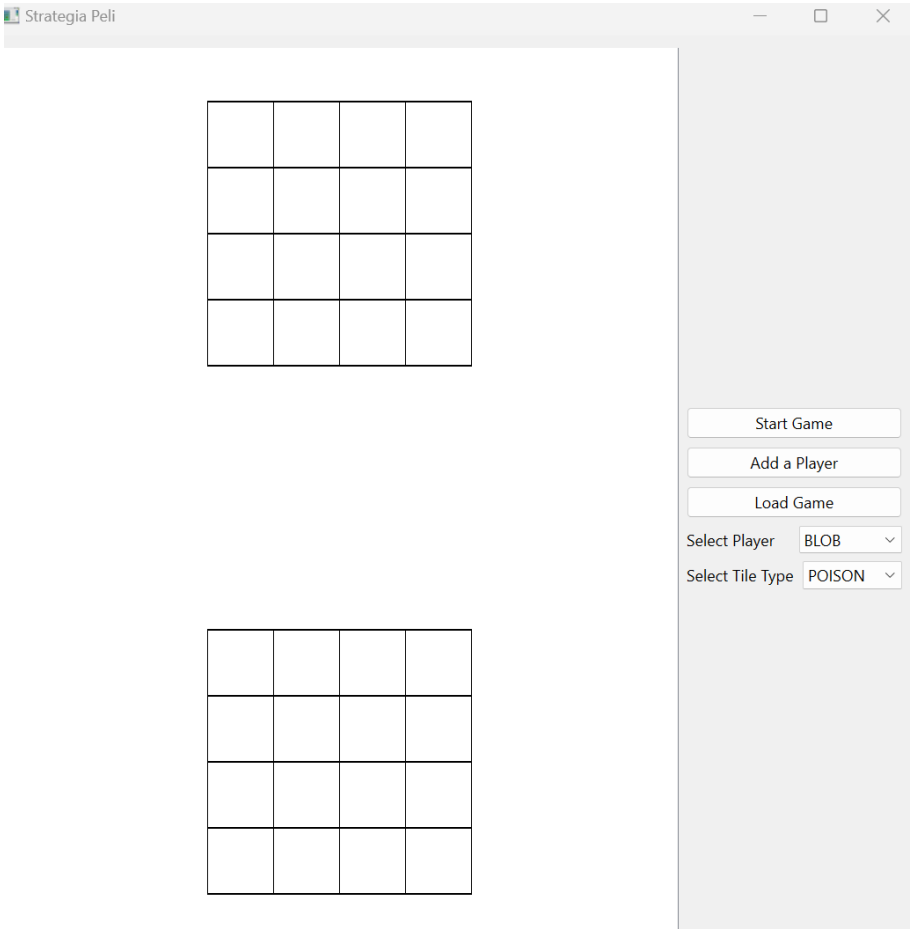 Strategia Peli
Start Game
Add a Player
Load Game
Select Player BLOB
Select Tile Type POISON